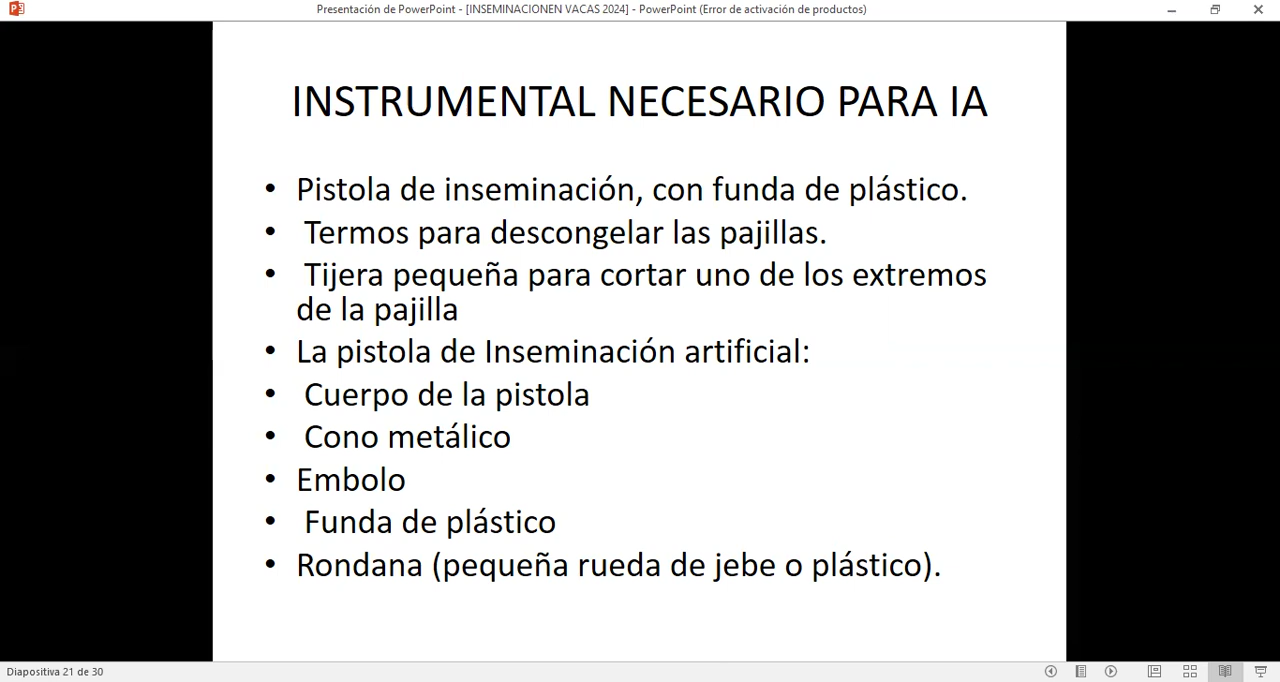 Presentación de PowerPoint - [INSEMINACIONEN VACAS 2024] - PowerPoint (Error de activación de productos)
INSTRUMENTAL NECESARIO PARA IA
• Pistola de inseminación, con funda de plástico.
• Termos para descongelar las pajillas.
• Tijera pequeña para cortar uno de los extremos
de la pajilla
• La pistola de Inseminación artificial:
• Cuerpo de la pistola
• Cono metálico
• Embolo
• Funda de plástico
• Rondana (pequeña rueda de jebe o plástico).
Diapositiva 21 de 30